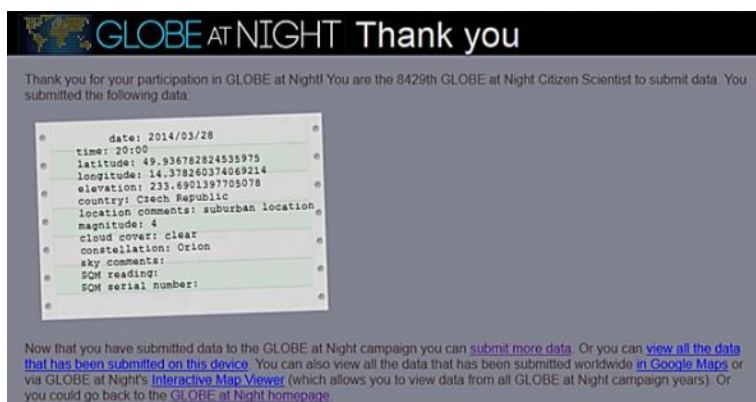 GLOBE AT NIGHT Thank you
Thank you for your participation in GLOBE at Night! You are the 8429th GLOBE at Night Citizen Scientist to submit data. You
submitted the following data:
date: 2014/03/28
time: 20:00
latitude: 49.936782824535975
longitude: 14.378260374069214
elevation: 233.6901397705078
country: Czech Republic
location comments: suburban location
magnitude: 4
cloud cover: clear
constellation: Orion
sky comments:
SQM reading:
SQM serial number:
Now that you have submitted data to the GLOBE at Night campaign you can submit more data. Or you can view all the data
that has been submitted on this device. You can also view all the data that has been submitted worldwide in Google Maps or
via GLOBE at Night's Interactive Map Viewer (which allows you to view data from all GLOBE at Night campaign years). Or
you could go back to the GLOBE at Night homepage.